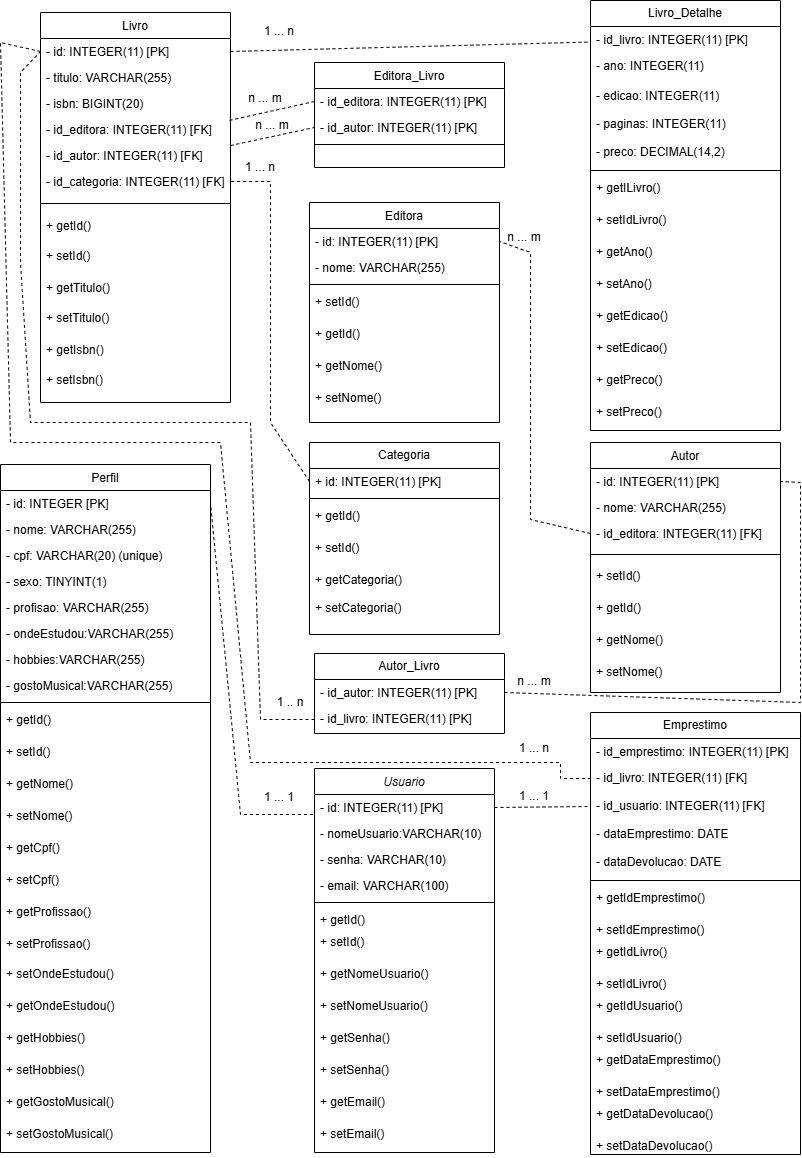 Livro
- id: INTEGER(11) [PK]
- titulo: VARCHAR(255)
- isbn: BIGINT(20)
- id_editora: INTEGER(11) [FK]
- id_autor: INTEGER(11) [FK]
- id_categoria: INTEGER(11) [FK]
+ getId()
+ setId()
+ getTitulo()
+ setTitulo()
+ getIsbn()
+ setIsbn()
1 ... n
n ... m
n ... m
1 ... n
Editora_Livro
- id_editora: INTEGER(11) [PK]
- id_autor: INTEGER(11) [PK]
Livro_Detalhe
- id_livro: INTEGER(11) [PK]
- ano: INTEGER(11)
- edicao: INTEGER(11)
- paginas: INTEGER(11)
- preco: DECIMAL(14,2)
+ getILivro()
+ setIdLivro()
+ getAno()
+ setAno()
+ getEdicao()
+ setEdicao()
+ getPreco()
+ setPreco()
Editora
- id: INTEGER(11) [PK]
- nome: VARCHAR(255)
+ setId()
+ getId()
+ getNome()
+ setNome()
n ... m
Categoria
+ id: INTEGER(11) [PK]
+ getId()
+ setId()
+ getCategoria()
+ setCategoria()
Autor
- id: INTEGER(11) [PK]
- nome: VARCHAR(255)
- id_editora: INTEGER(11) [FK]
+ setId()
+ getId()
+ getNome()
+ setNome()
Perfil
- id: INTEGER [PK]
- nome: VARCHAR(255)
- cpf: VARCHAR(20) (unique)
- sexo: TINYINT(1)
- profisao: VARCHAR(255)
- ondeEstudou:VARCHAR(255)
- hobbies:VARCHAR(255)
- gostoMusical:VARCHAR(255)
+ getId()
+ setId()
+ getNome()
+ setNome()
+ getCpf()
+ setCpf()
+ getProfissao()
+ setProfissao()
+ setOndeEstudou()
+ getOndeEstudou()
+ getHobbies()
+ setHobbies()
+ getGostoMusical()
+ setGostoMusical()
Autor_Livro
- id_autor: INTEGER(11) [PK]
- id_livro: INTEGER(11) [PK]
1 .. n
n ... m
1 ... n
1 ... 1
1 ... 1
Usuario
- id: INTEGER(11) [PK]
- nomeUsuario:VARCHAR(10)
- senha: VARCHAR(10)
- email: VARCHAR(100)
+ getId()
+ setId()
+ getNomeUsuario()
+ setNomeUsuario()
+ getSenha()
+ setSenha()
+ getEmail()
+ setEmail()
Emprestimo
- id_emprestimo: INTEGER(11) [PK]
- id_livro: INTEGER(11) [FK]
- id_usuario: INTEGER(11) [FK]
- dataEmprestimo: DATE
- dataDevolucao: DATE
+ getIdEmprestimo()
+ setIdEmprestimo()
+ getIdLivro()
+ setIdLivro()
+ getIdUsuario()
+ setIdUsuario()
+ getDataEmprestimo()
+ setDataEmprestimo()
+ getDataDevolucao()
+ setDataDevolucao()